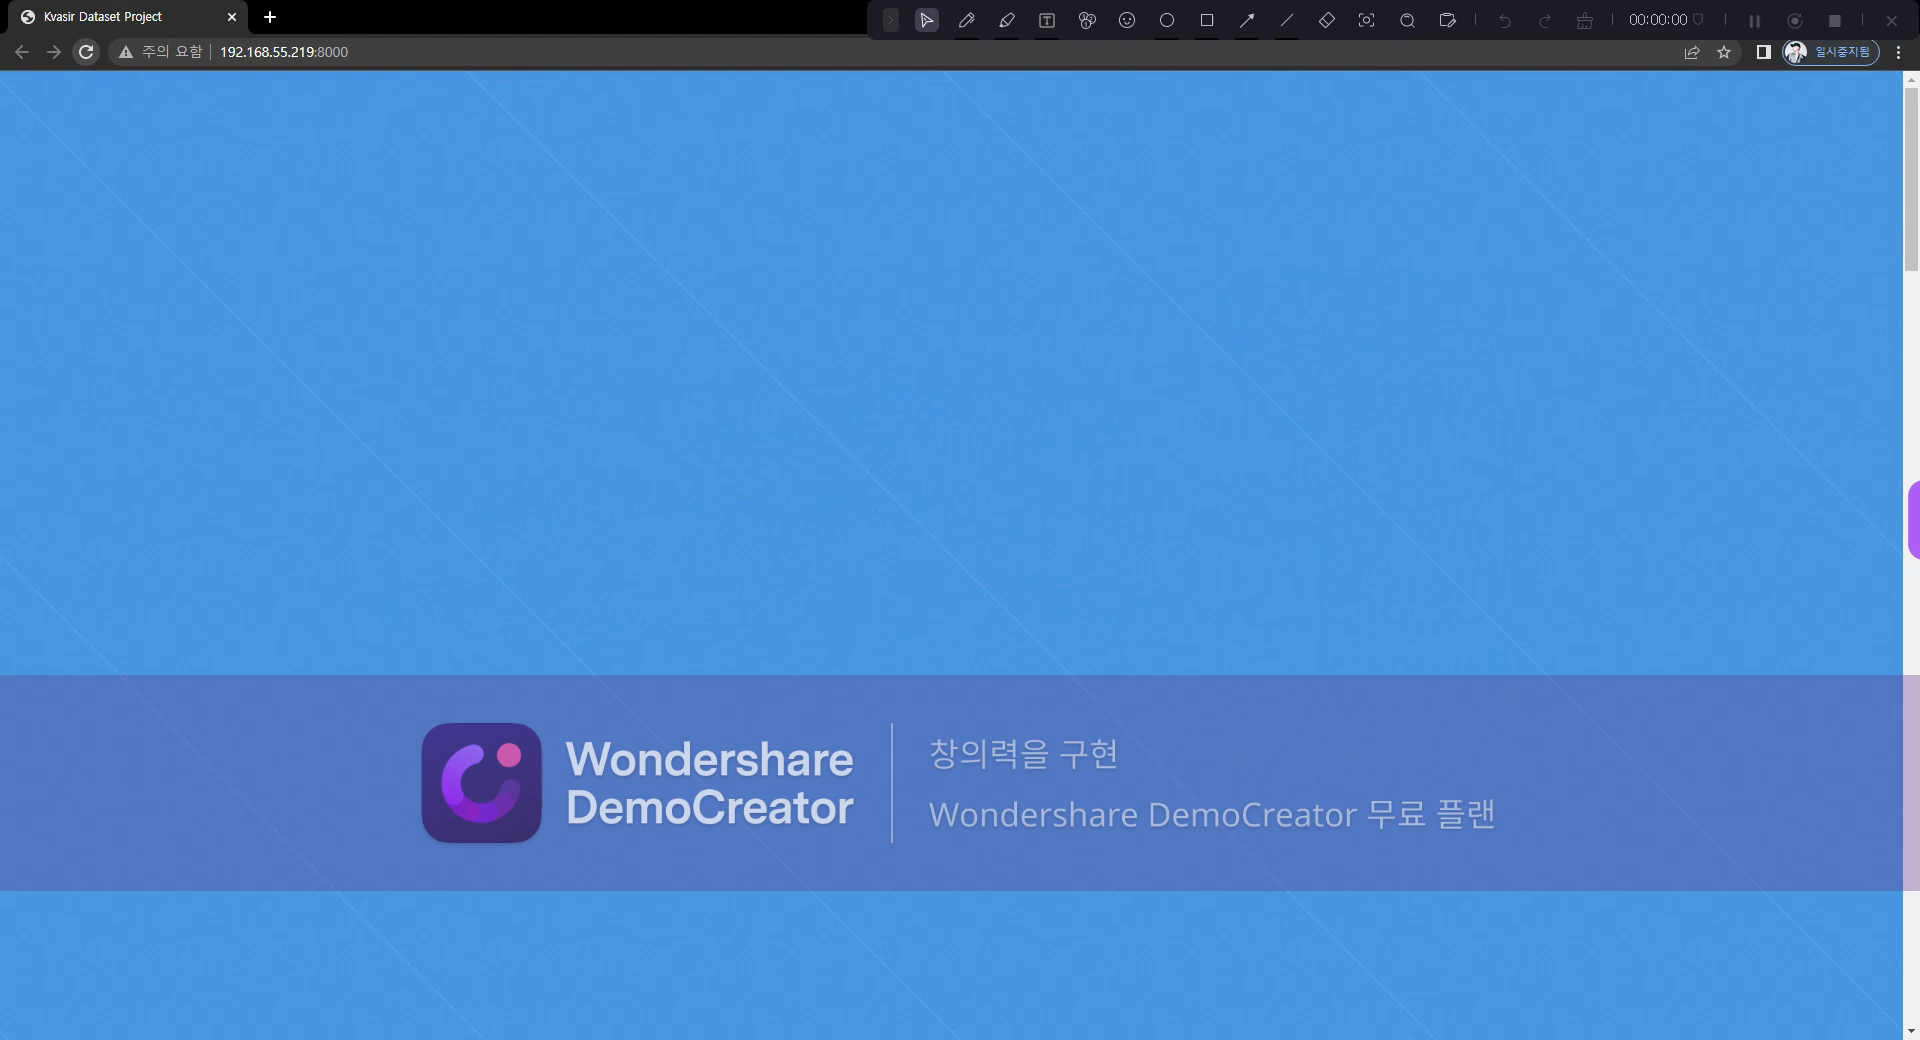 Kvasir Dataset Project
00:00:00
주의 요함
192.168.55.219:8000
일시중지됨
Wondershare
DemoCreator
창의력을 구현
Wondershare DemoCreator 무료 플랜